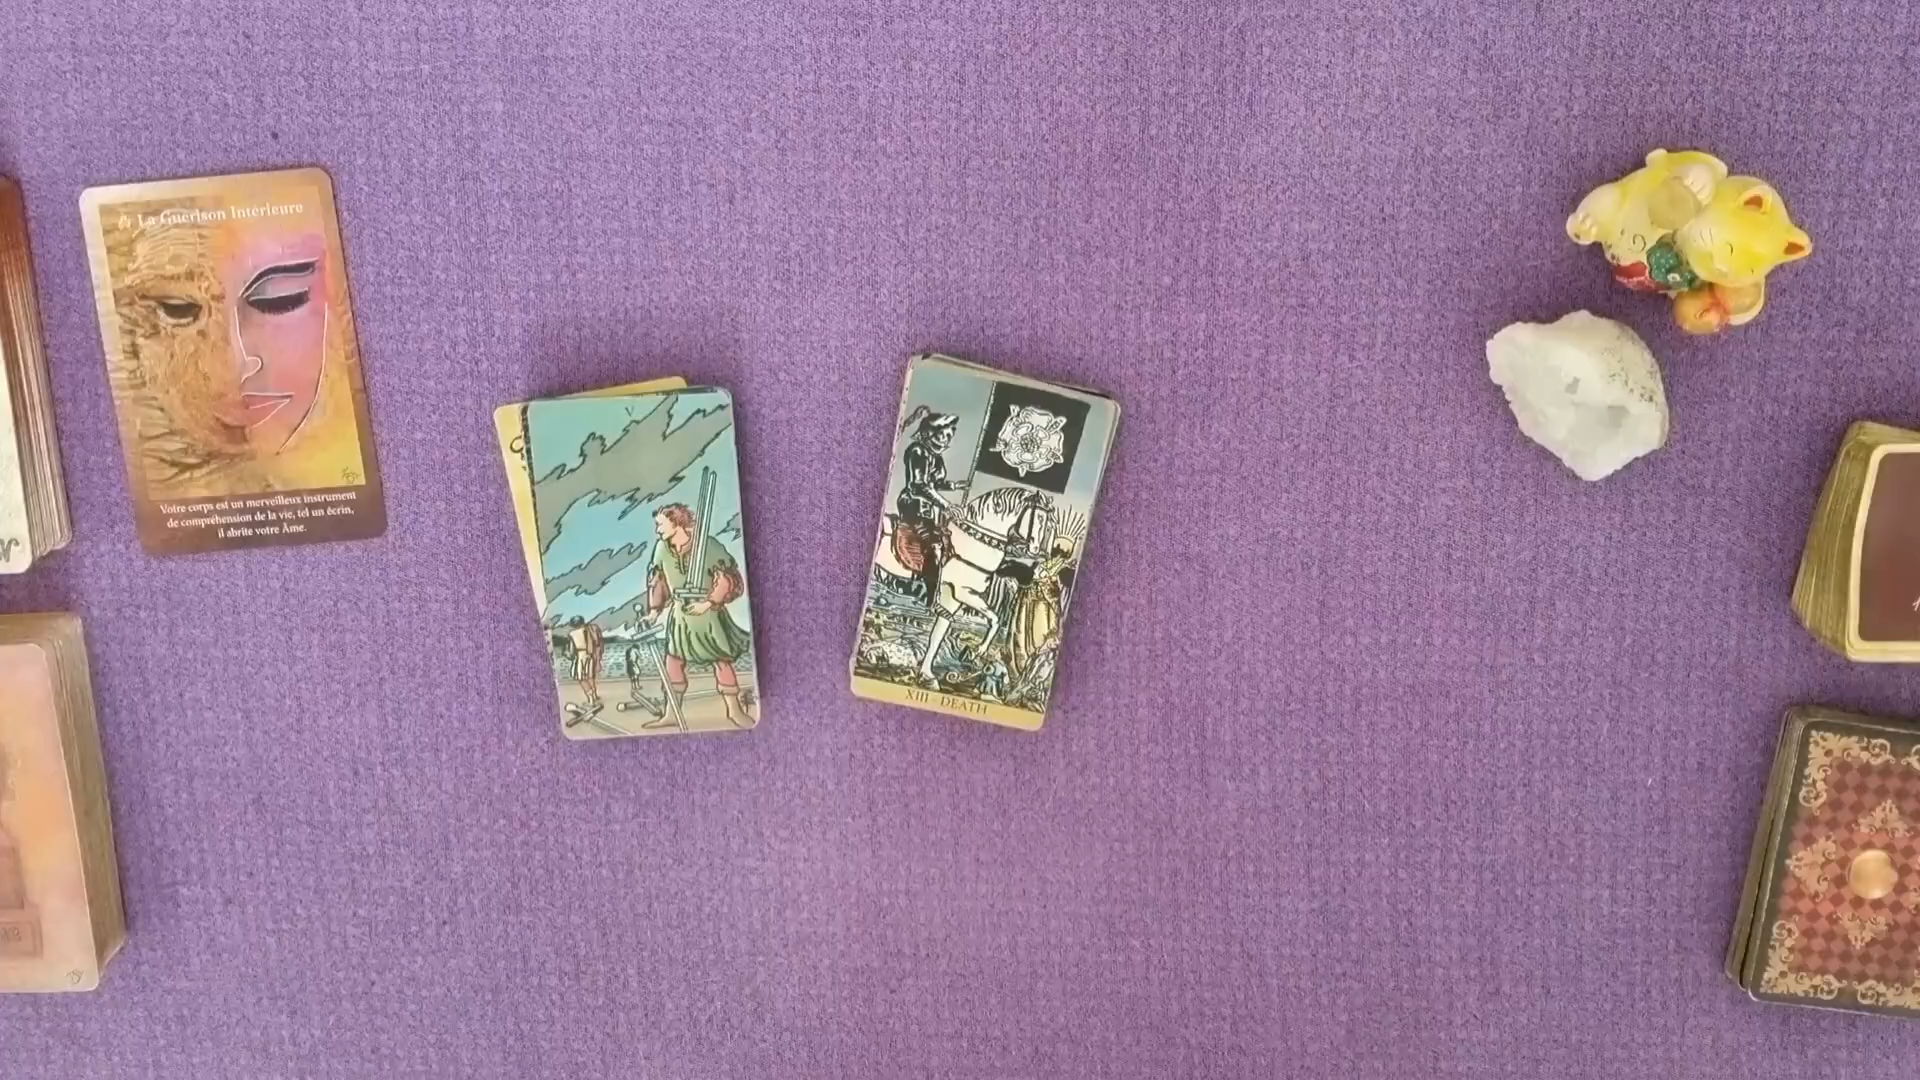 La Guérison Intérieure
Votre corps est un merveilleux instrument
de compréhension de la vie, tel un écrin,
il abrite votre Âme.
V
XIII - DEATH